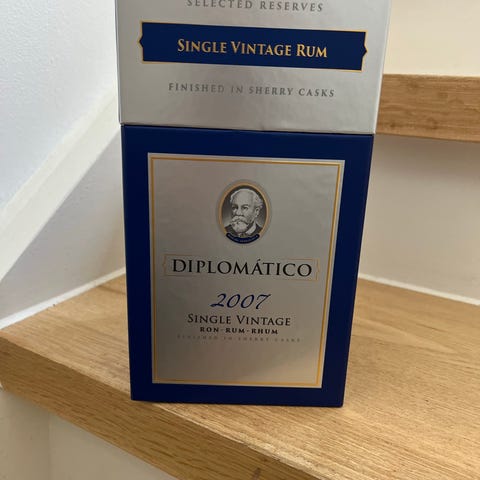 SELECTED RESERVES
SINGLE VINTAGE RUM
FINISHED IN SHERRY CASKS
DIPLOMÁTICO
2007
SINGLE VINTAGE
RON-RUM-RHUM
FINISHED IN SHERRY CASKS